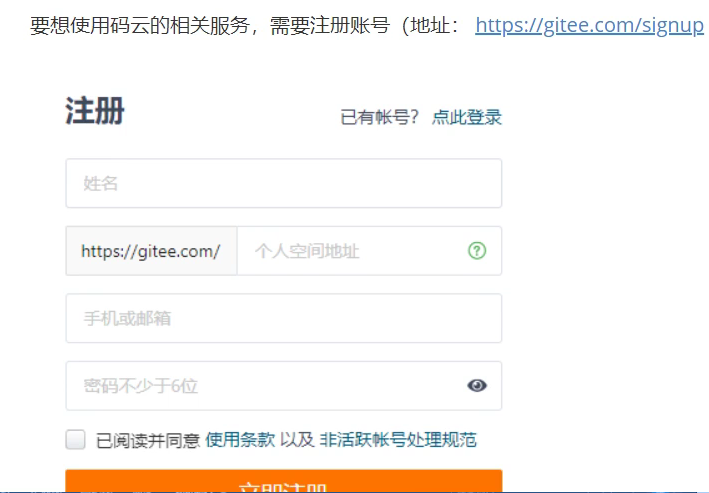 要想使用码云的相关服务，需要注册账号（地址： https://gitee.com/signup
注册
已有帐号？ 点此登录
姓名
https://gitee.com/ 个人空间地址
手机或邮箱
密码不少于6位
已阅读并同意 使用条款 以及 非活跃帐号处理规范
立即注册